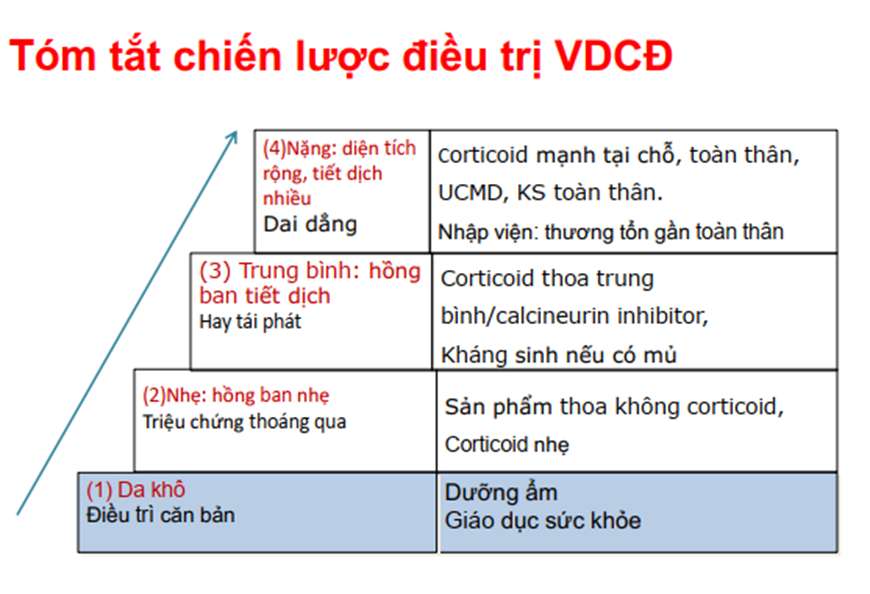 Tóm tắt chiến lược điều trị VDCĐ
(4)Nặng: diện tích
rộng, tiết dịch
nhiều
Dai dẳng
Corticoid mạnh tại chỗ, toàn thân,
UCMD, KS toàn thân.
Nhập viện: thương tổn gần toàn thân
(3) Trung bình: hồng
ban tiết dịch
Hay tái phát
Corticoid thoa trung
bình/calcineurin inhibitor,
Kháng sinh nếu có mủ
(2)Nhẹ: hồng ban nhẹ
Triệu chứng thoáng qua
Sản phẩm thoa không corticoid,
Corticoid nhẹ
(1) Da khô
Điều trì căn bản
Dưỡng ẩm
Giáo dục sức khỏe